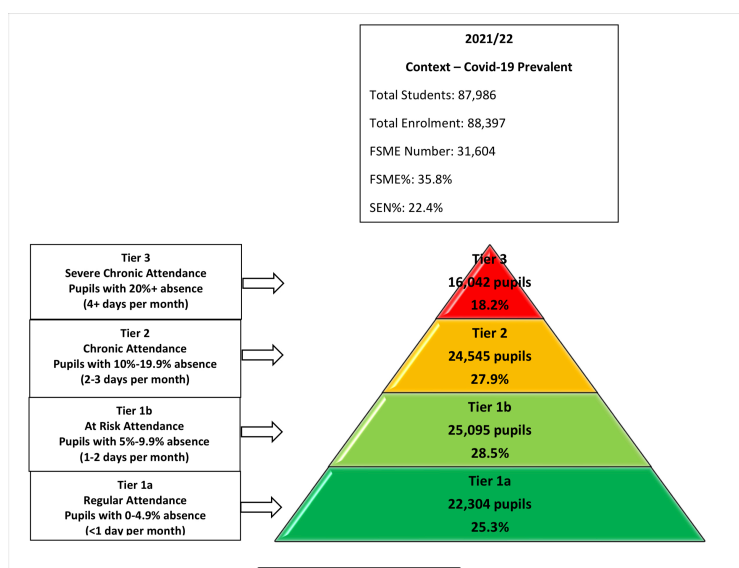 2021/22
Context – Covid-19 Prevalent
Total Students: 87,986
Total Enrolment: 88,397
FSME Number: 31,604
FSME%: 35.8%
SEN%: 22.4%
Tier 3
Severe Chronic Attendance
Pupils with 20%+ absence
(4+ days per month)
Tier 3
16,042 pupils
18.2%
Tier 2
Chronic Attendance
Pupils with 10%-19.9% absence
(2-3 days per month)
Tier 2
24,545 pupils
27.9%
Tier 1b
At Risk Attendance
Pupils with 5%-9.9% absence
(1-2 days per month)
Tier 1b
25,095 pupils
28.5%
Tier 1a
Regular Attendance
Pupils with 0-4.9% absence
(<1 day per month)
Tier 1a
22,304 pupils
25.3%